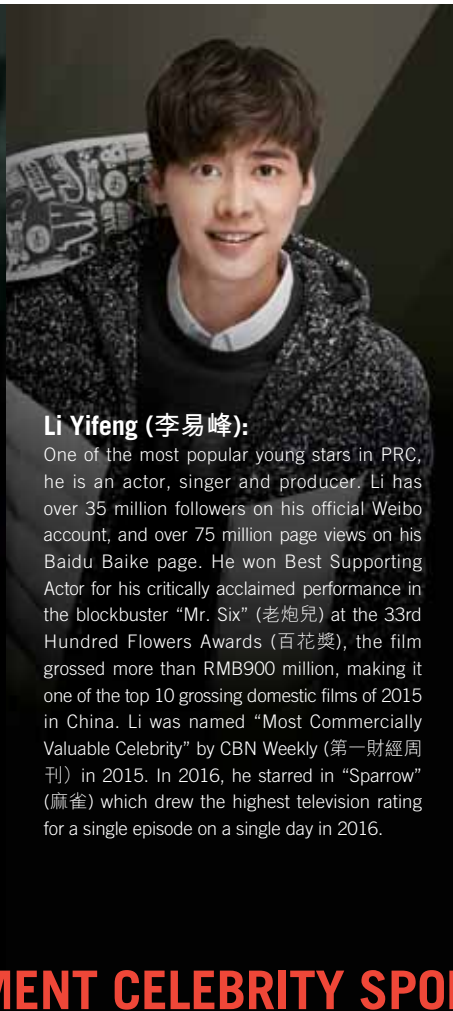 Li Yifeng (李易峰):
One of the most popular young stars in PRC,
he is an actor, singer and producer. Li has
over 35 million followers on his official Weibo
account, and over 75 million page views on his
Baidu Baike page. He won Best Supporting
Actor for his critically acclaimed performance in
the blockbuster “Mr. Six” (老炮兒) at the 33rd
Hundred Flowers Awards (百花獎), the film
grossed more than RMB900 million, making it
one of the top 10 grossing domestic films of 2015
in China. Li was named “Most Commercially
Valuable Celebrity” by CBN Weekly (第一財經周
刊) in 2015. In 2016, he starred in “Sparrow”
(麻雀) which drew the highest television rating
for a single episode on a single day in 2016.
MENT CELEBRITY SPO